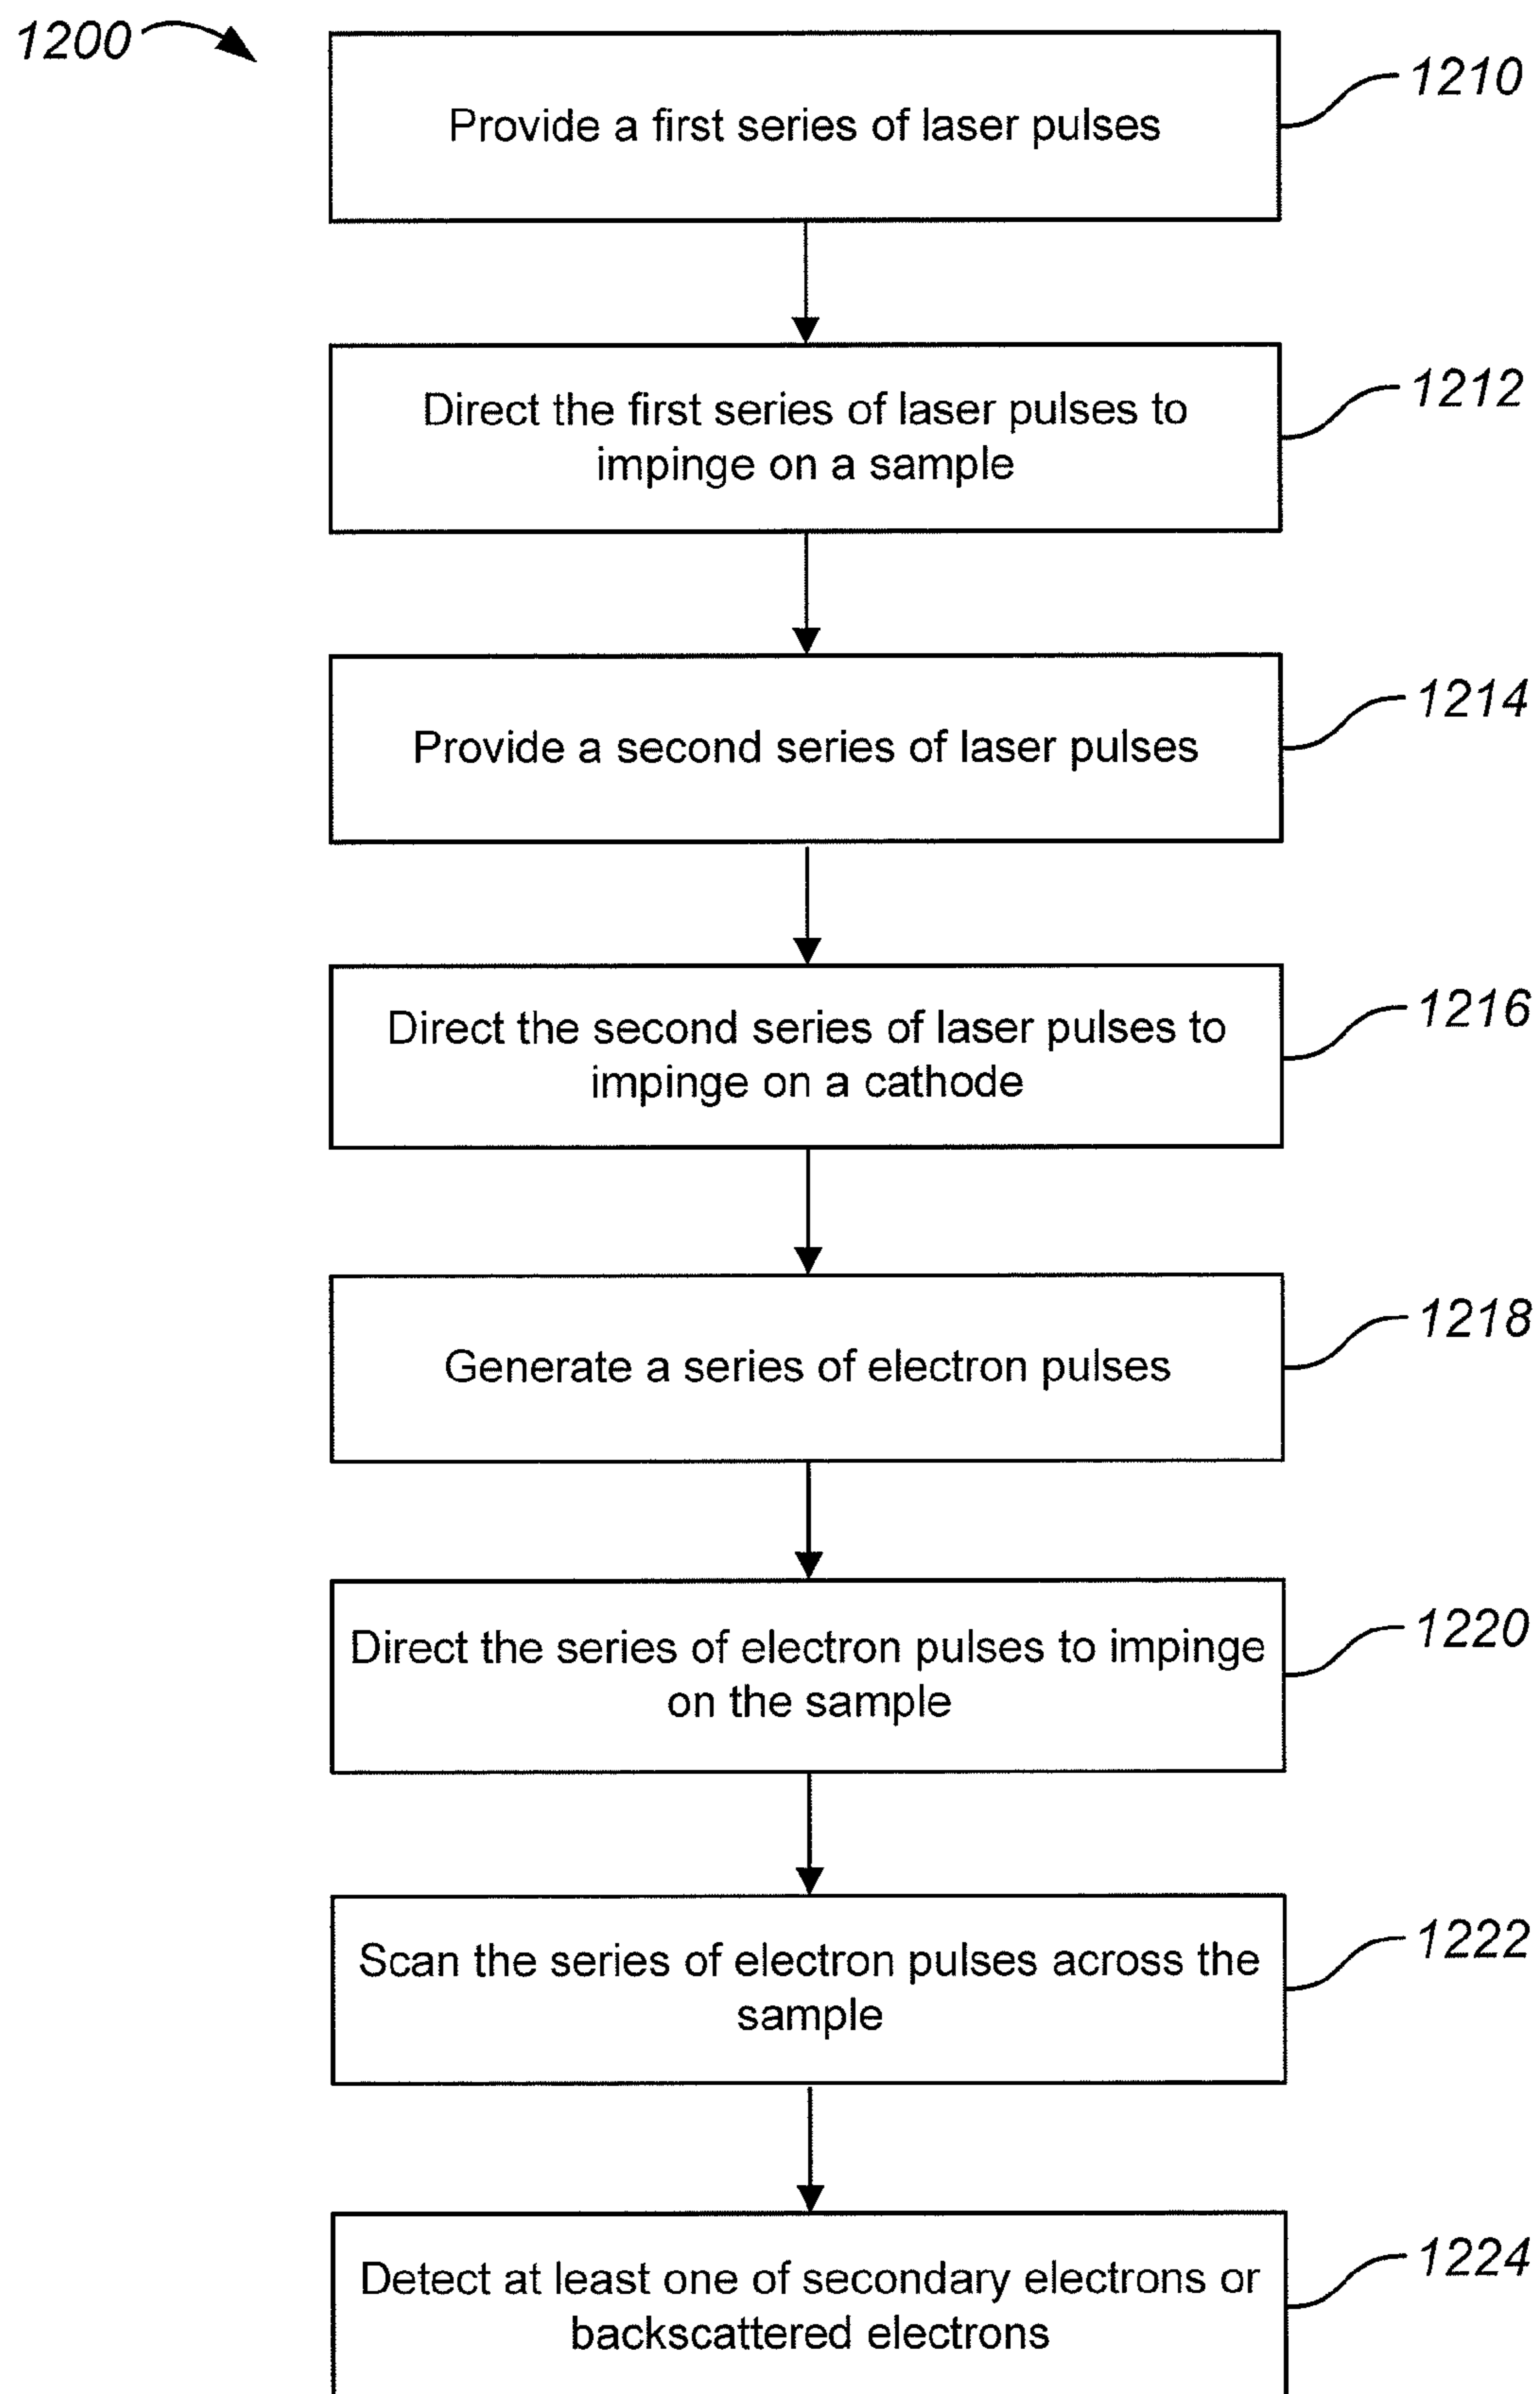 1200
Provide a first series of laser pulses
1210
Direct the first series of laser pulses to
impinge on a sample
1212
Provide a second series of laser pulses
1214
Direct the second series of laser pulses to
impinge on a cathode
1216
Generate a series of electron pulses
1218
Direct the series of electron pulses to impinge
on the sample
1220
Scan the series of electron pulses across the
sample
1222
Detect at least one of secondary electrons or
backscattered electrons
1224